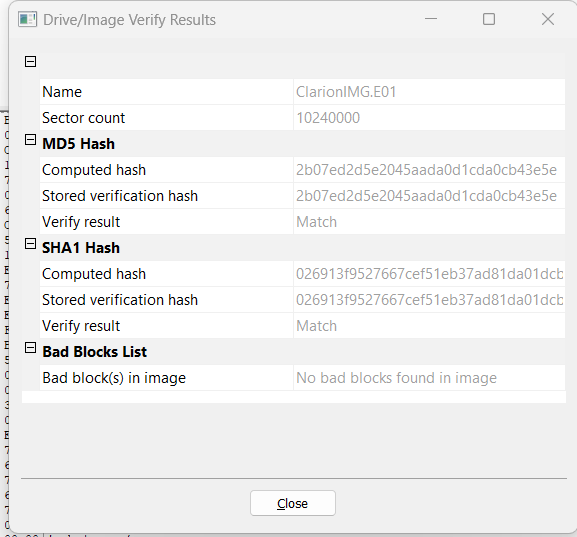 Drive/Image Verify Results
Name ClarionIMG.E01
Sector count 10240000
MD5 Hash
Computed hash 2b07ed2d5e2045aada0d1cda0cb43e5e
Stored verification hash 2b07ed2d5e2045aada0d1cda0cb43e5e
Verify result Match
SHA1 Hash
Computed hash 026913f9527667cef51eb37ad81da01dcb
Stored verification hash 026913f9527667cef51eb37ad81da01dcb
Verify result Match
Bad Blocks List
Bad block(s) in image No bad blocks found in image
Close